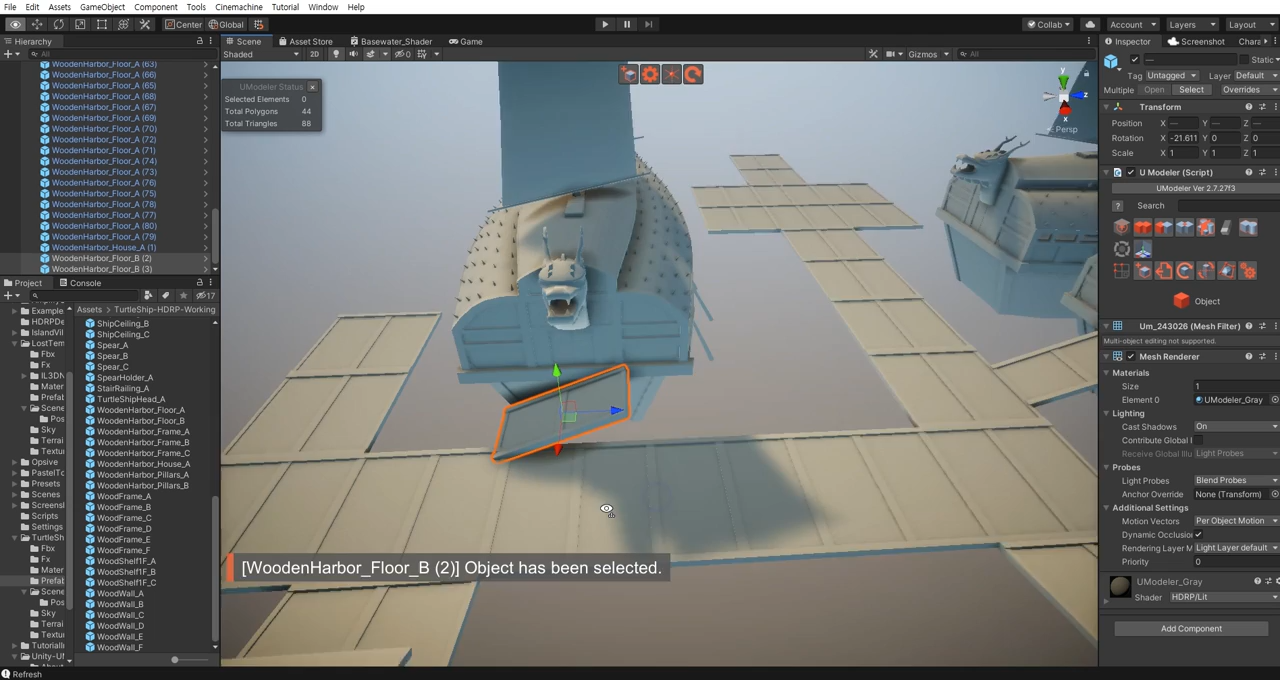 File Edit Assets GameObject Component Tools Cinemachine Tutorial Window Help
Center Global Collab Account Layers Layout
Hierarchy
All
WoodenHarbor_Floor_A (63)
WoodenHarbor_Floor_A (66)
WoodenHarbor_Floor_A (65)
WoodenHarbor_Floor_A (68)
WoodenHarbor_Floor_A (67)
WoodenHarbor_Floor_A (69)
WoodenHarbor_Floor_A (70)
WoodenHarbor_Floor_A (72)
WoodenHarbor_Floor_A (71)
WoodenHarbor_Floor_A (74)
WoodenHarbor_Floor_A (73)
WoodenHarbor_Floor_A (76)
WoodenHarbor_Floor_A (75)
WoodenHarbor_Floor_A (78)
WoodenHarbor_Floor_A (77)
WoodenHarbor_Floor_A (80)
WoodenHarbor_Floor_A (79)
WoodenHarbor_House_A (1)
WoodenHarbor_Floor_B (2)
WoodenHarbor_Floor_B (3)
Project Console
17
Example
HDRPDe
IslandVil
LostTem
Fbx
Fx
IL3DN
Mater
Prefab
Scene
Pos
Sky
Terrai
Textu
Opsive
PastelTo
Presets
Scenes
Screensl
Scripts
Settings
TurtleSh
Fbx
Fx
Mater
Prefab
Scene
Pos
Sky
Terrai
Textur
TutorialIn
Unity-UM
Assets > TurtleShip-HDRP-Working
ShipCeiling_B
ShipCeiling_C
Spear_A
Spear_B
Spear_C
SpearHolder_A
StairRailing_A
TurtleShipHead_A
WoodenHarbor_Floor_A
WoodenHarbor_Floor_B
WoodenHarbor_Frame_A
WoodenHarbor_Frame_B
WoodenHarbor_Frame_C
WoodenHarbor_House_A
WoodenHarbor_Pillars_A
WoodenHarbor_Pillars_B
WoodFrame_A
WoodFrame_B
WoodFrame_C
WoodFrame_D
WoodFrame_E
WoodFrame_F
WoodShelf1F_A
WoodShelf1F_B
WoodShelf1F_C
WoodWall_A
WoodWall_B
WoodWall_C
WoodWall_D
WoodWall_E
WoodWall_F
Refresh
Scene Asset Store Basewater_Shader Game
Shaded 2D 0 Gizmos All
UModeler Status
Selected Elements 0
Total Polygons 44
Total Triangles 88
y
z
x
Persp
[WoodenHarbor_Floor_B (2)] Object has been selected.
Inspector Screenshot Chara
— Static
Tag Untagged Layer Default
Multiple Open Select Overrides
Transform
Position X — Y — Z —
Rotation X -21.611 Y 0 Z 0
Scale X 1 Y 1 Z 1
U Modeler (Script)
UModeler Ver 2.7.27f3
? Search
Object
Um_243026 (Mesh Filter)
Multi-object editing not supported.
Mesh Renderer
Materials
Size 1
Element 0 UModeler_Gray
Lighting
Cast Shadows On
Contribute Global I
Receive Global Illu Light Probes
Probes
Light Probes Blend Probes
Anchor Override None (Transform)
Additional Settings
Motion Vectors Per Object Motion
Dynamic Occlusio
Rendering Layer M Light Layer default
Priority 0
UModeler_Gray
Shader HDRP/Lit
Add Component